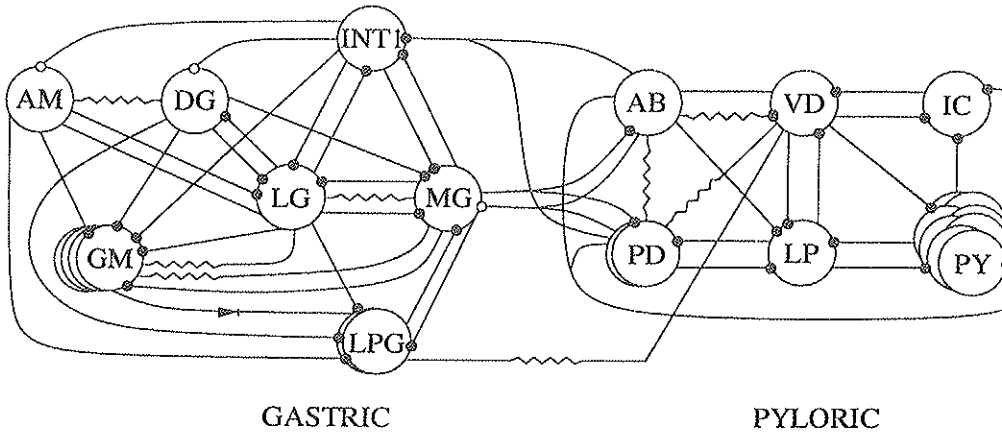 INT1
AM
DG
AB
VD
IC
LG
MG
GM
PD
LP
PY
LPG
GASTRIC
PYLORIC